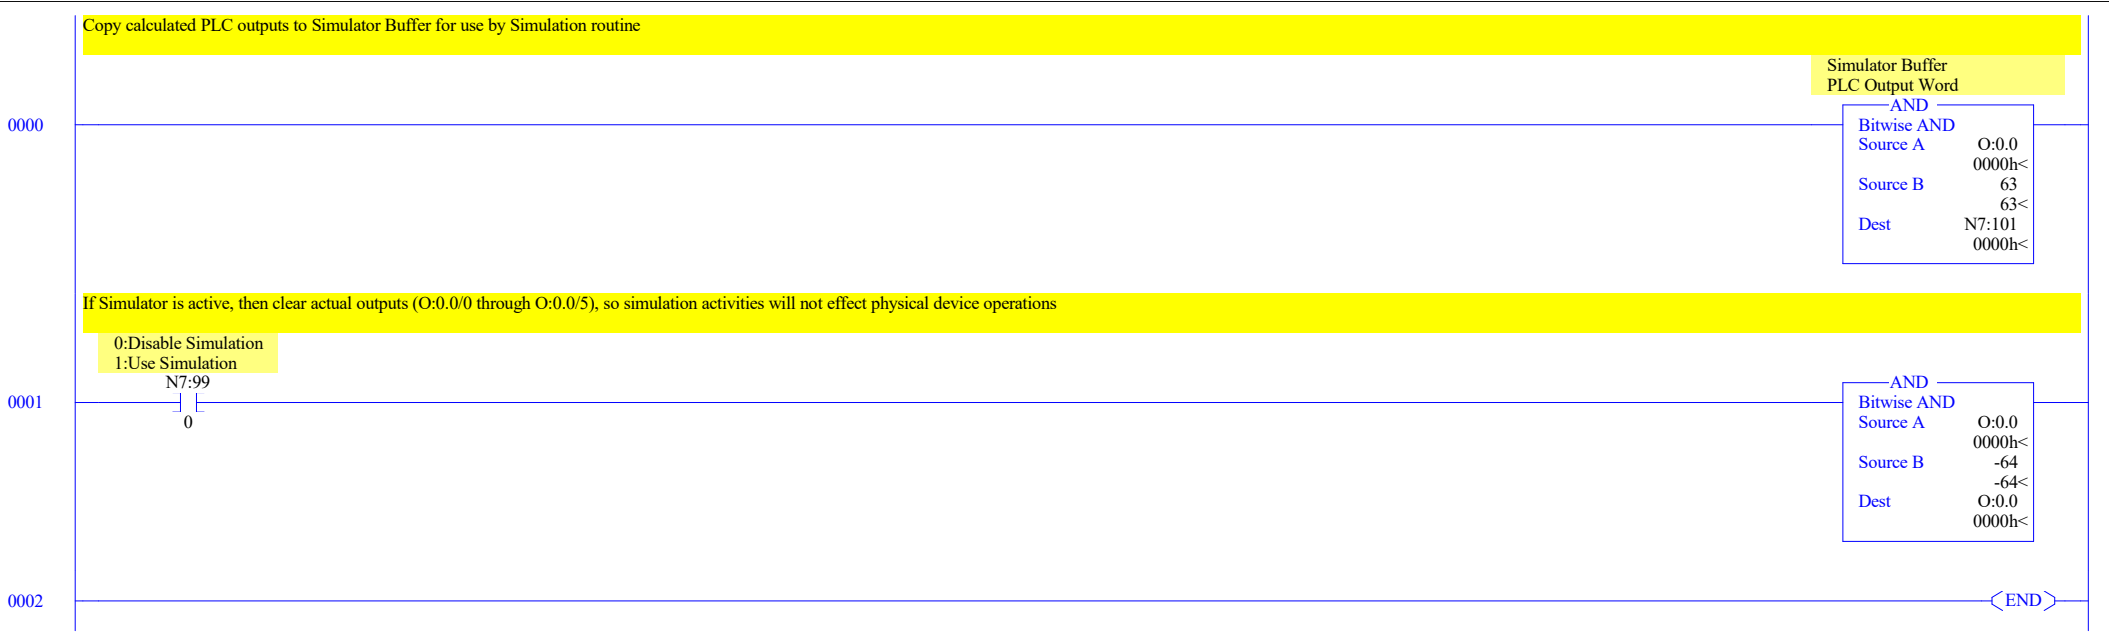 Copy calculated PLC outputs to Simulator Buffer for use by Simulation routine
Simulator Buffer
PLC Output Word
AND
0000
Bitwise AND
Source A O:0.0
0000h<
Source B 63
63<
Dest N7:101
0000h<
If Simulator is active, then clear actual outputs (O:0.0/0 through O:0.0/5), so simulation activities will not effect physical device operations
0:Disable Simulation
1:Use Simulation
N7:99
AND
0001
Bitwise AND
0
Source A O:0.0
0000h<
Source B -64
-64<
Dest O:0.0
0000h<
0002
END